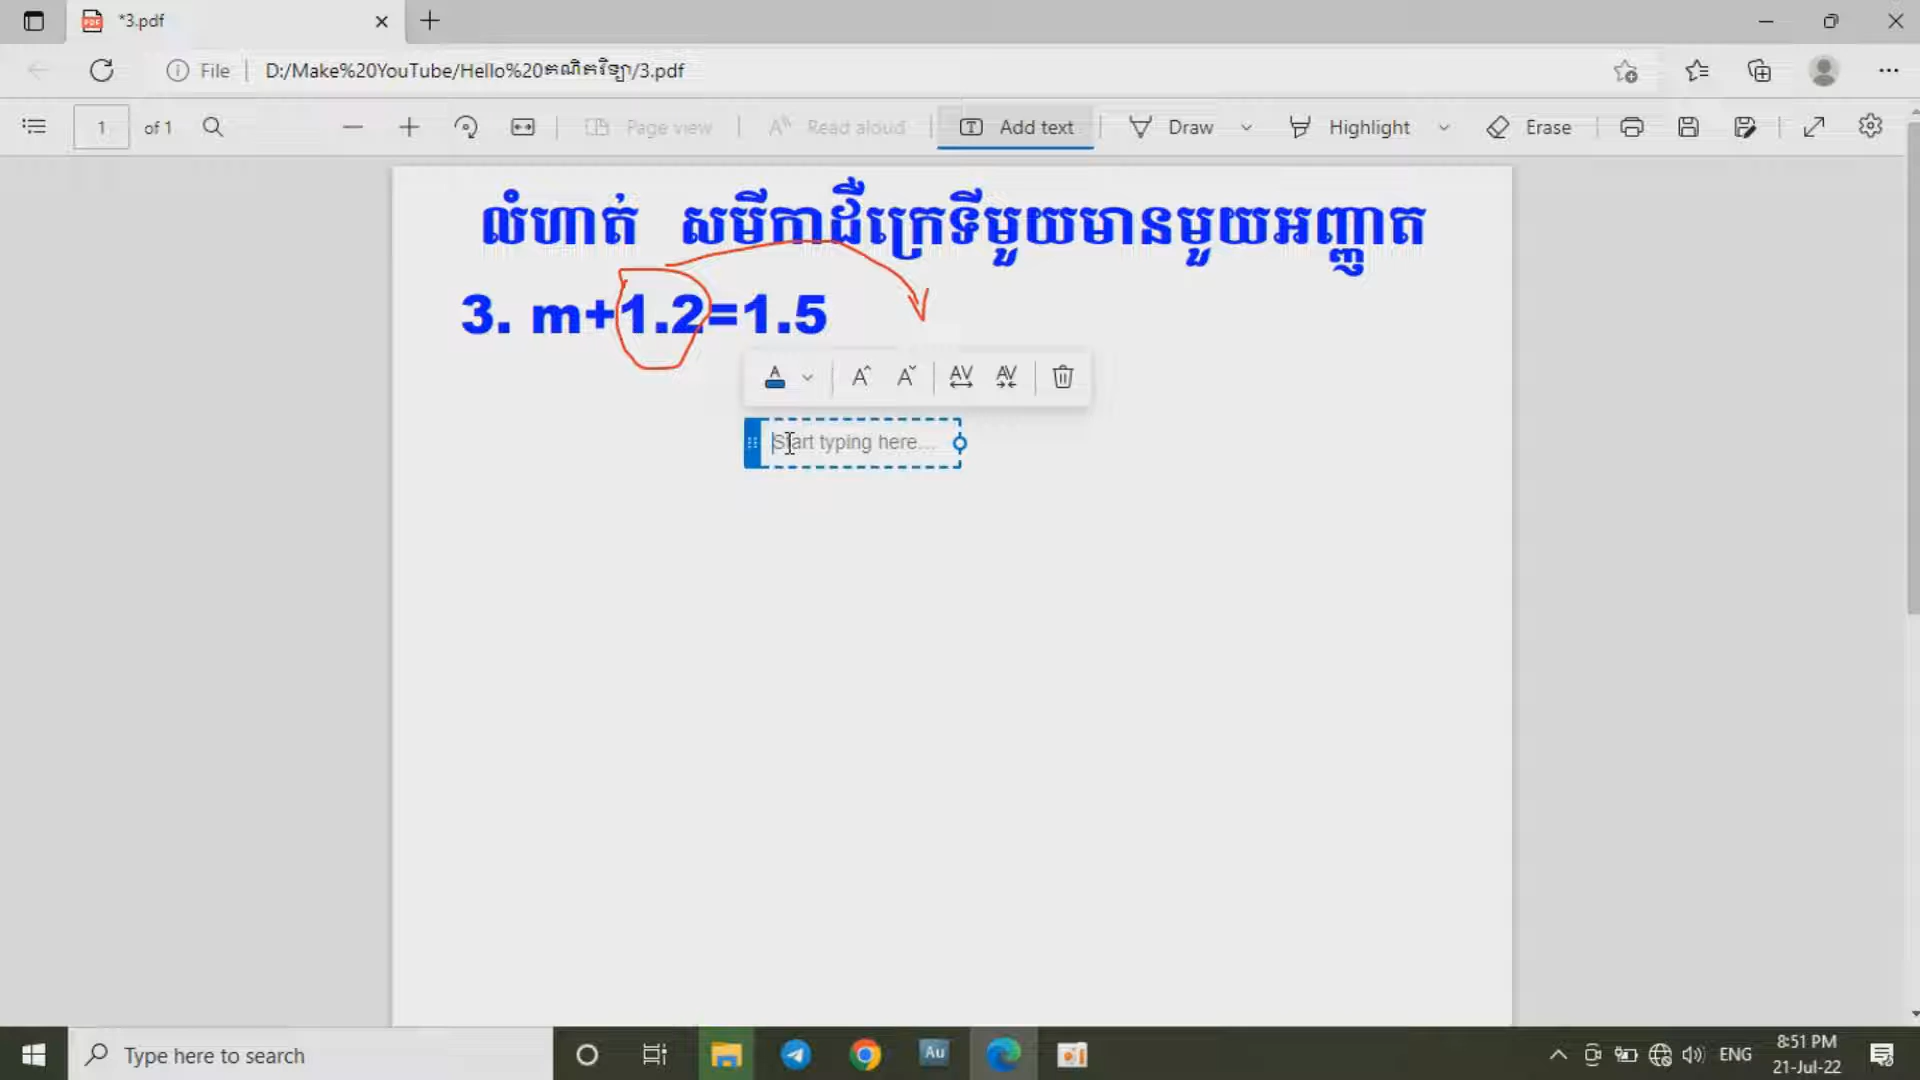 *3.pdf
File
D:/Make%20YouTube/Hello%20គណិតវិទ្យា/3.pdf
1 of 1
Page view
Read aloud
Add text
Draw
Highlight
Erase
លំហាត់ សមីកាដឺក្រេទីមួយមានមួយអញ្ញាត
3. m+1.2=1.5
Start typing here...
Type here to search
Au
ENG
8:51 PM
21-Jul-22